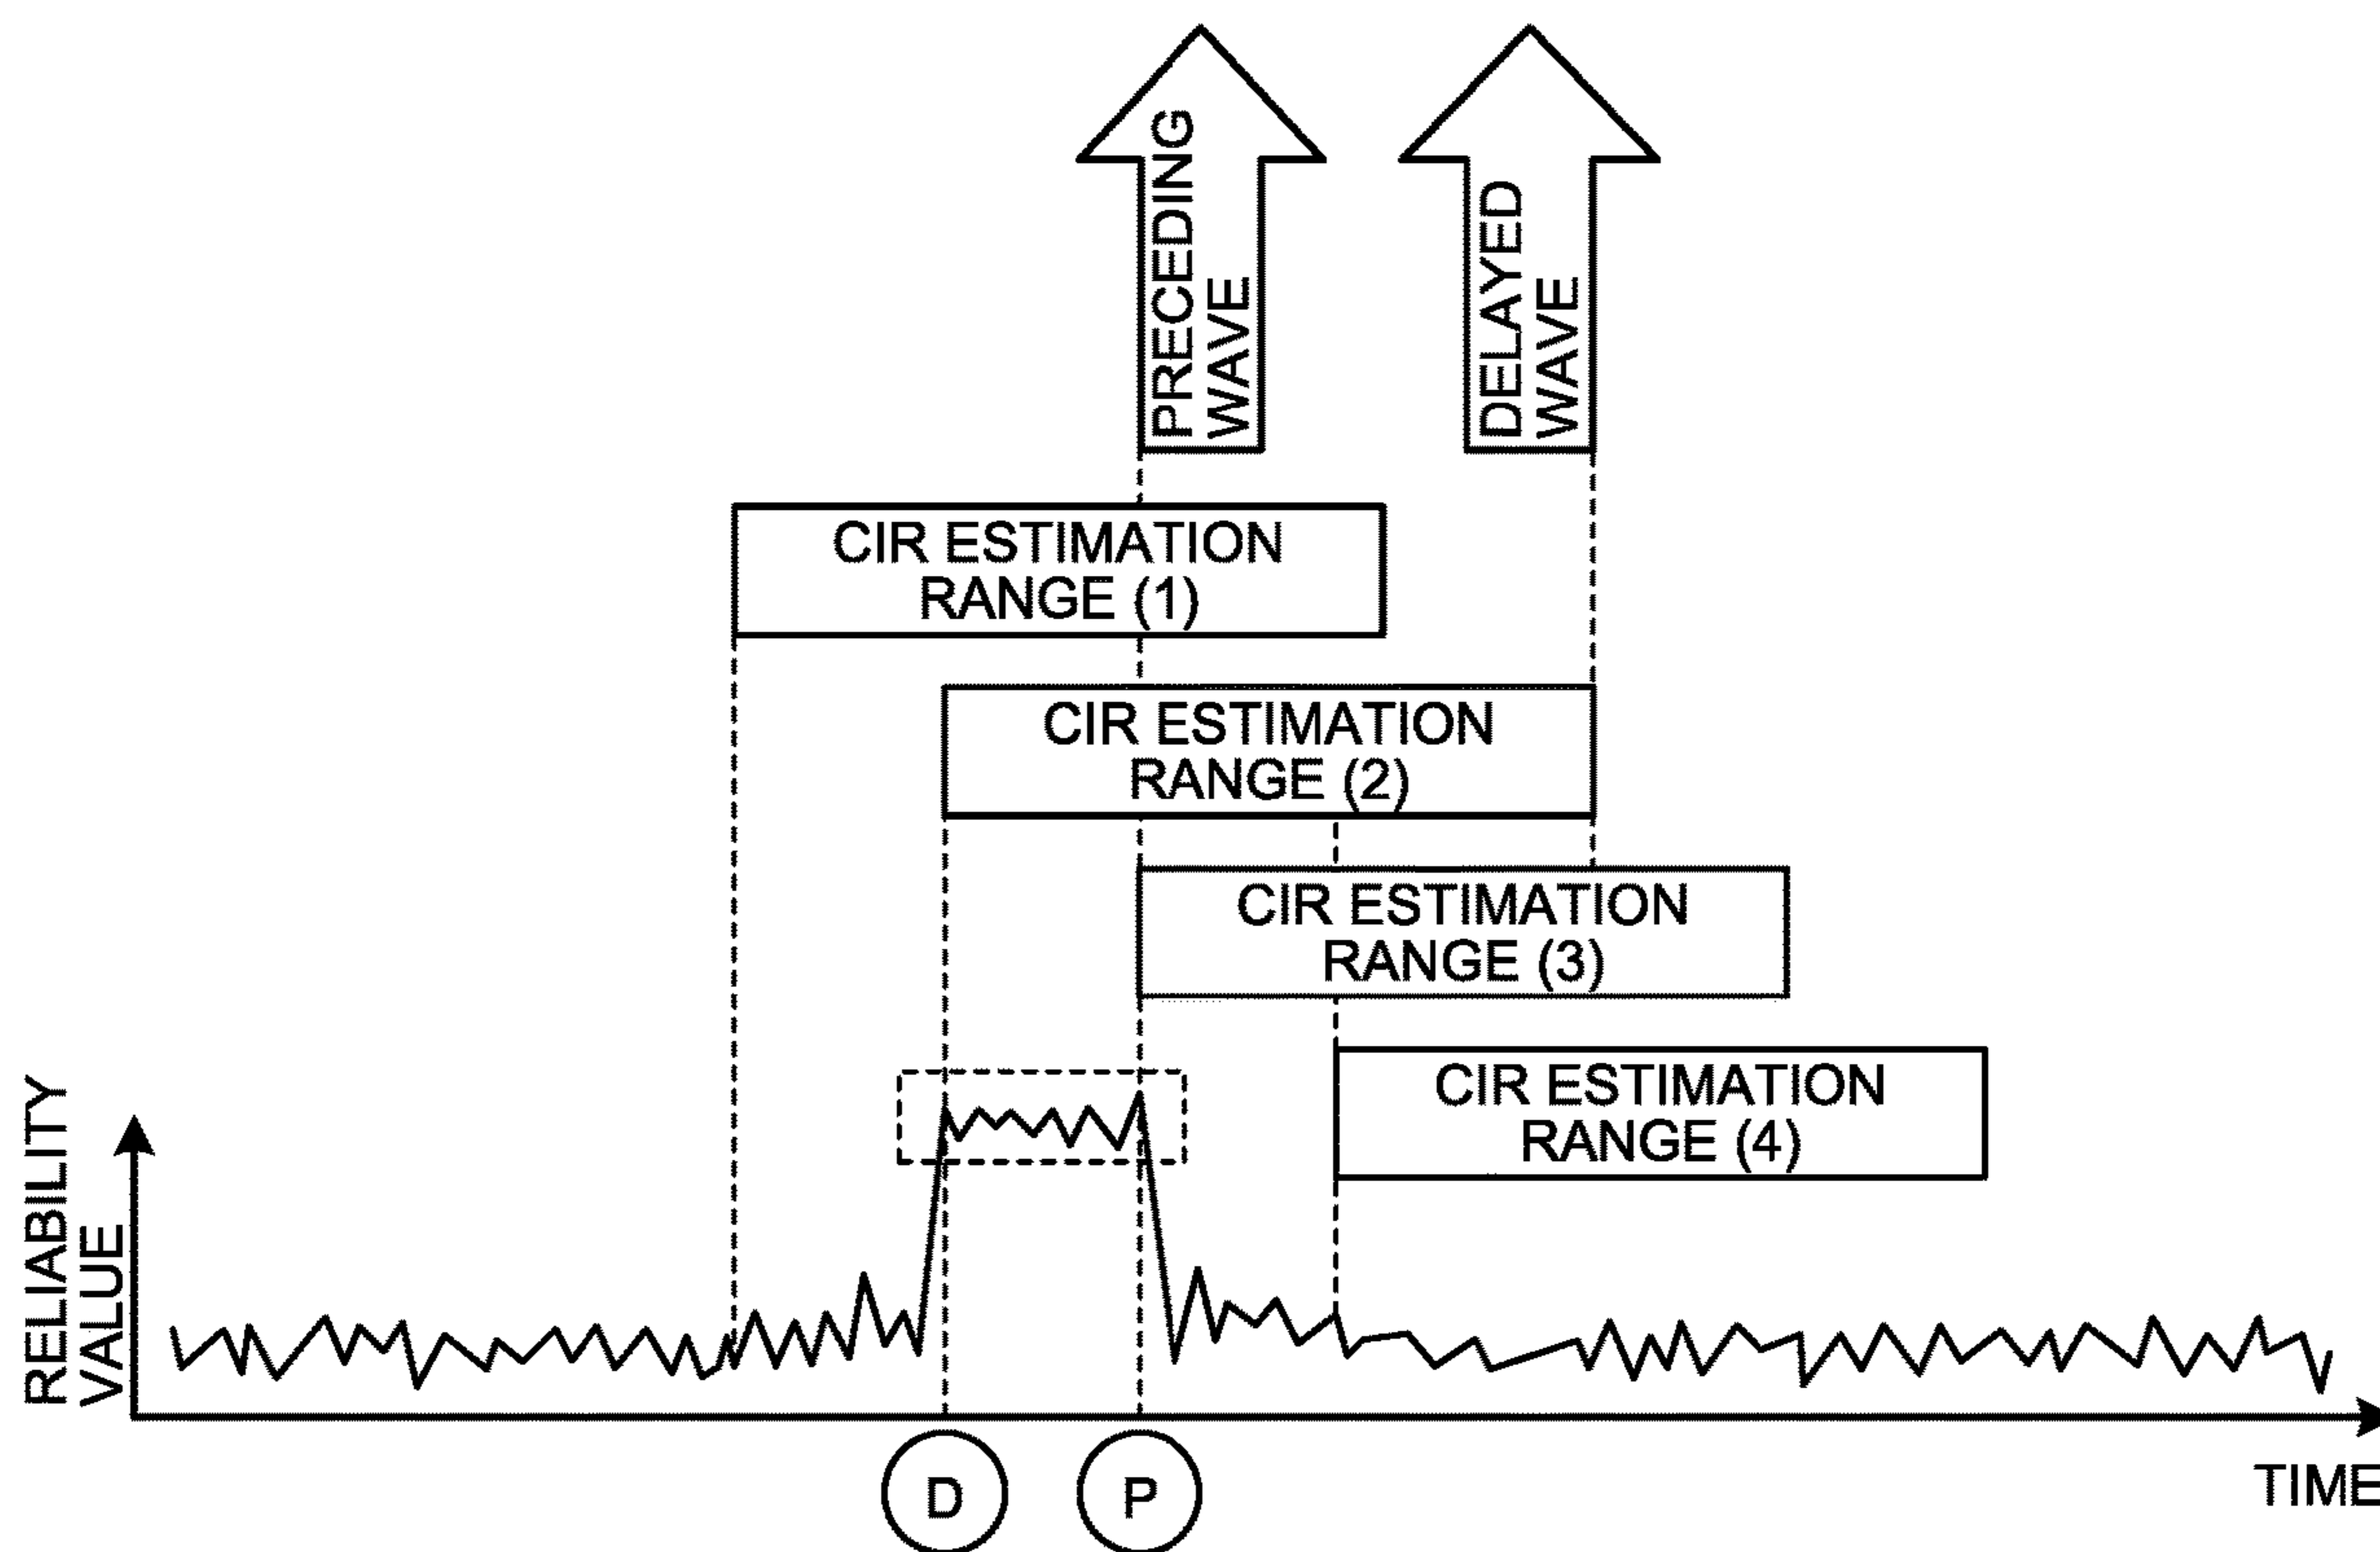 PRECEDING
WAVE
DELAYED
WAVE
CIR ESTIMATION
RANGE (1)
CIR ESTIMATION
RANGE (2)
CIR ESTIMATION
RANGE (3)
CIR ESTIMATION
RANGE (4)
RELIABILITY
VALUE
D
P
TIME